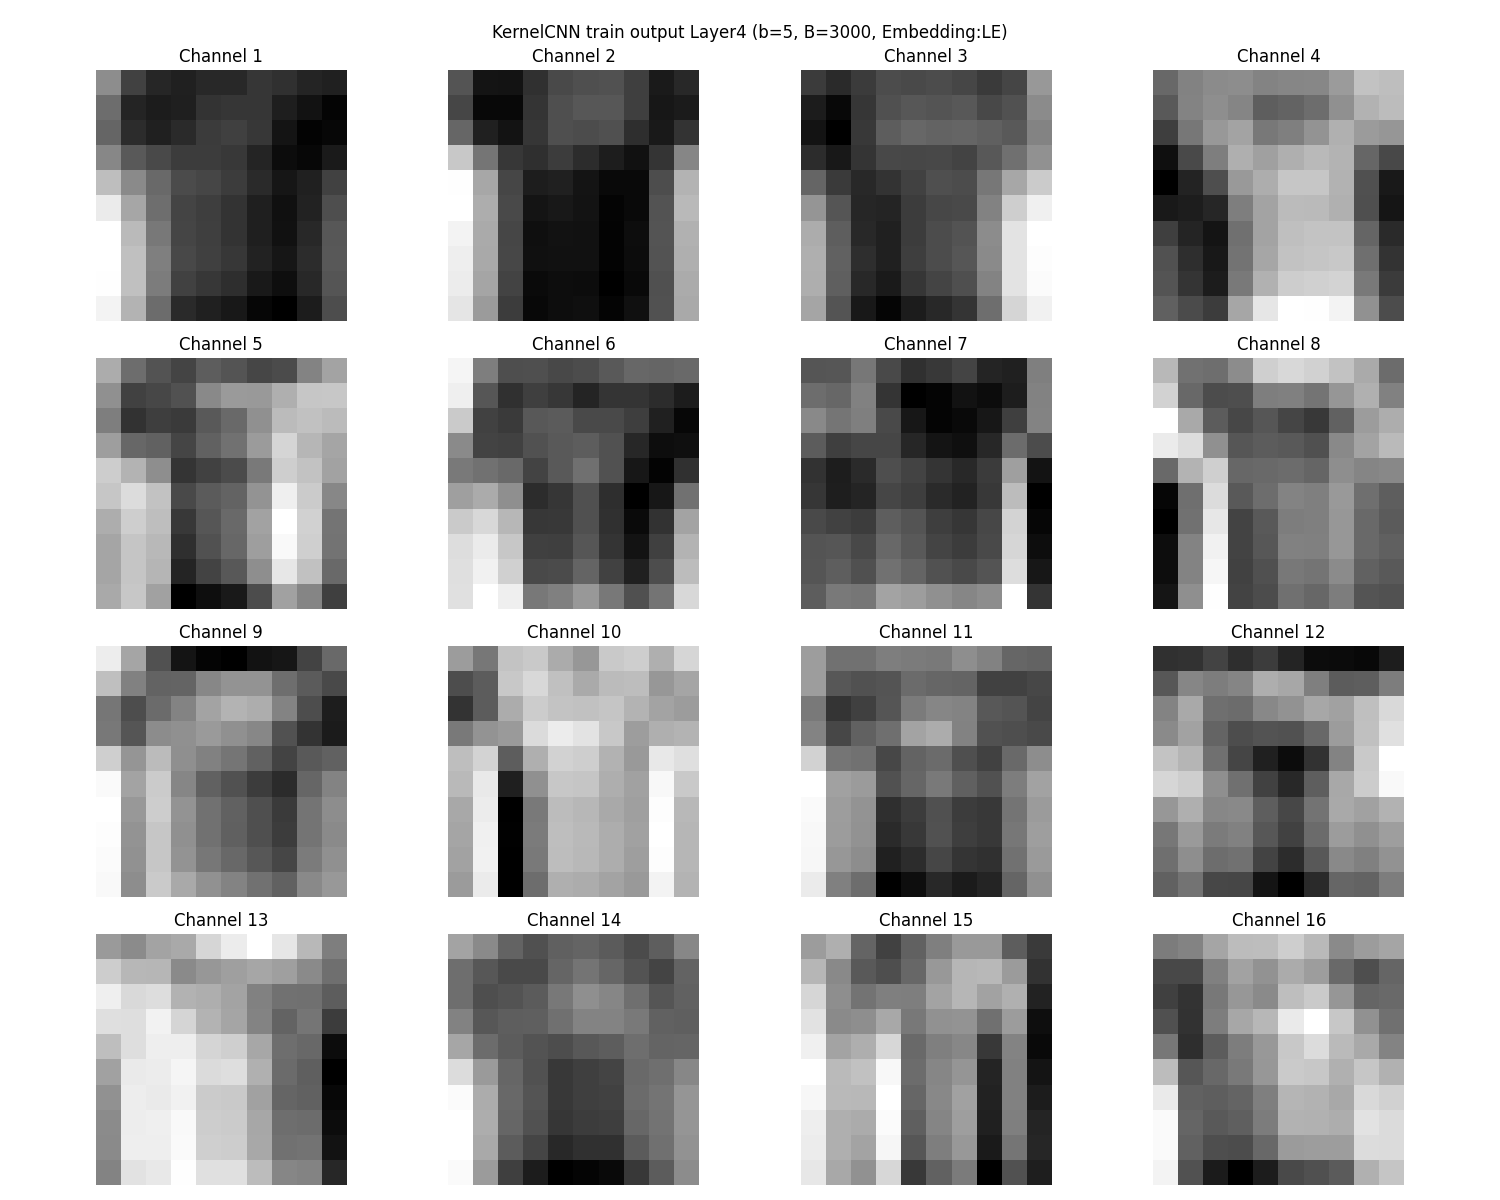 KernelCNN train output Layer4 (b=5, B=3000, Embedding:LE)
Channel 1
Channel 2
Channel 3
Channel 4
Channel 5
Channel 6
Channel 7
Channel 8
Channel 9
Channel 10
Channel 11
Channel 12
Channel 13
Channel 14
Channel 15
Channel 16